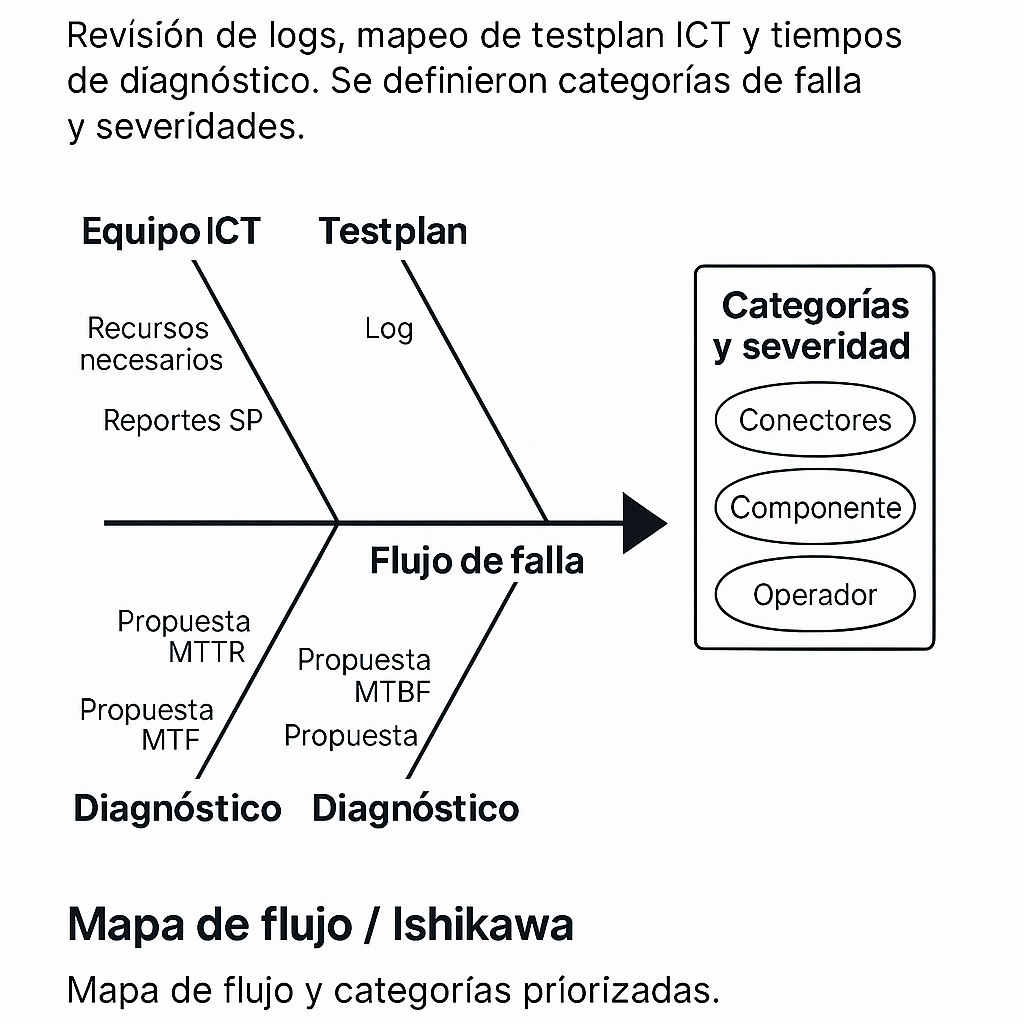 Revísión de logs, mapeo de testplan ICT y tiempos
de díagnóstico. Se definieron categorías de falla
y severídades.
Equipo ICT
Testplan
Recursos
necesarios
Reportes SP
Log
Flujo de falla
Propuesta
MTTR
Propuesta
MTF
Propuesta
MTBF
Propuesta
Diagnóstico
Diagnóstico
Categorías
y severidad
Conectores
Componente
Operador
Mapa de flujo / Ishikawa
Mapa de flujo y categorías príorizadas.